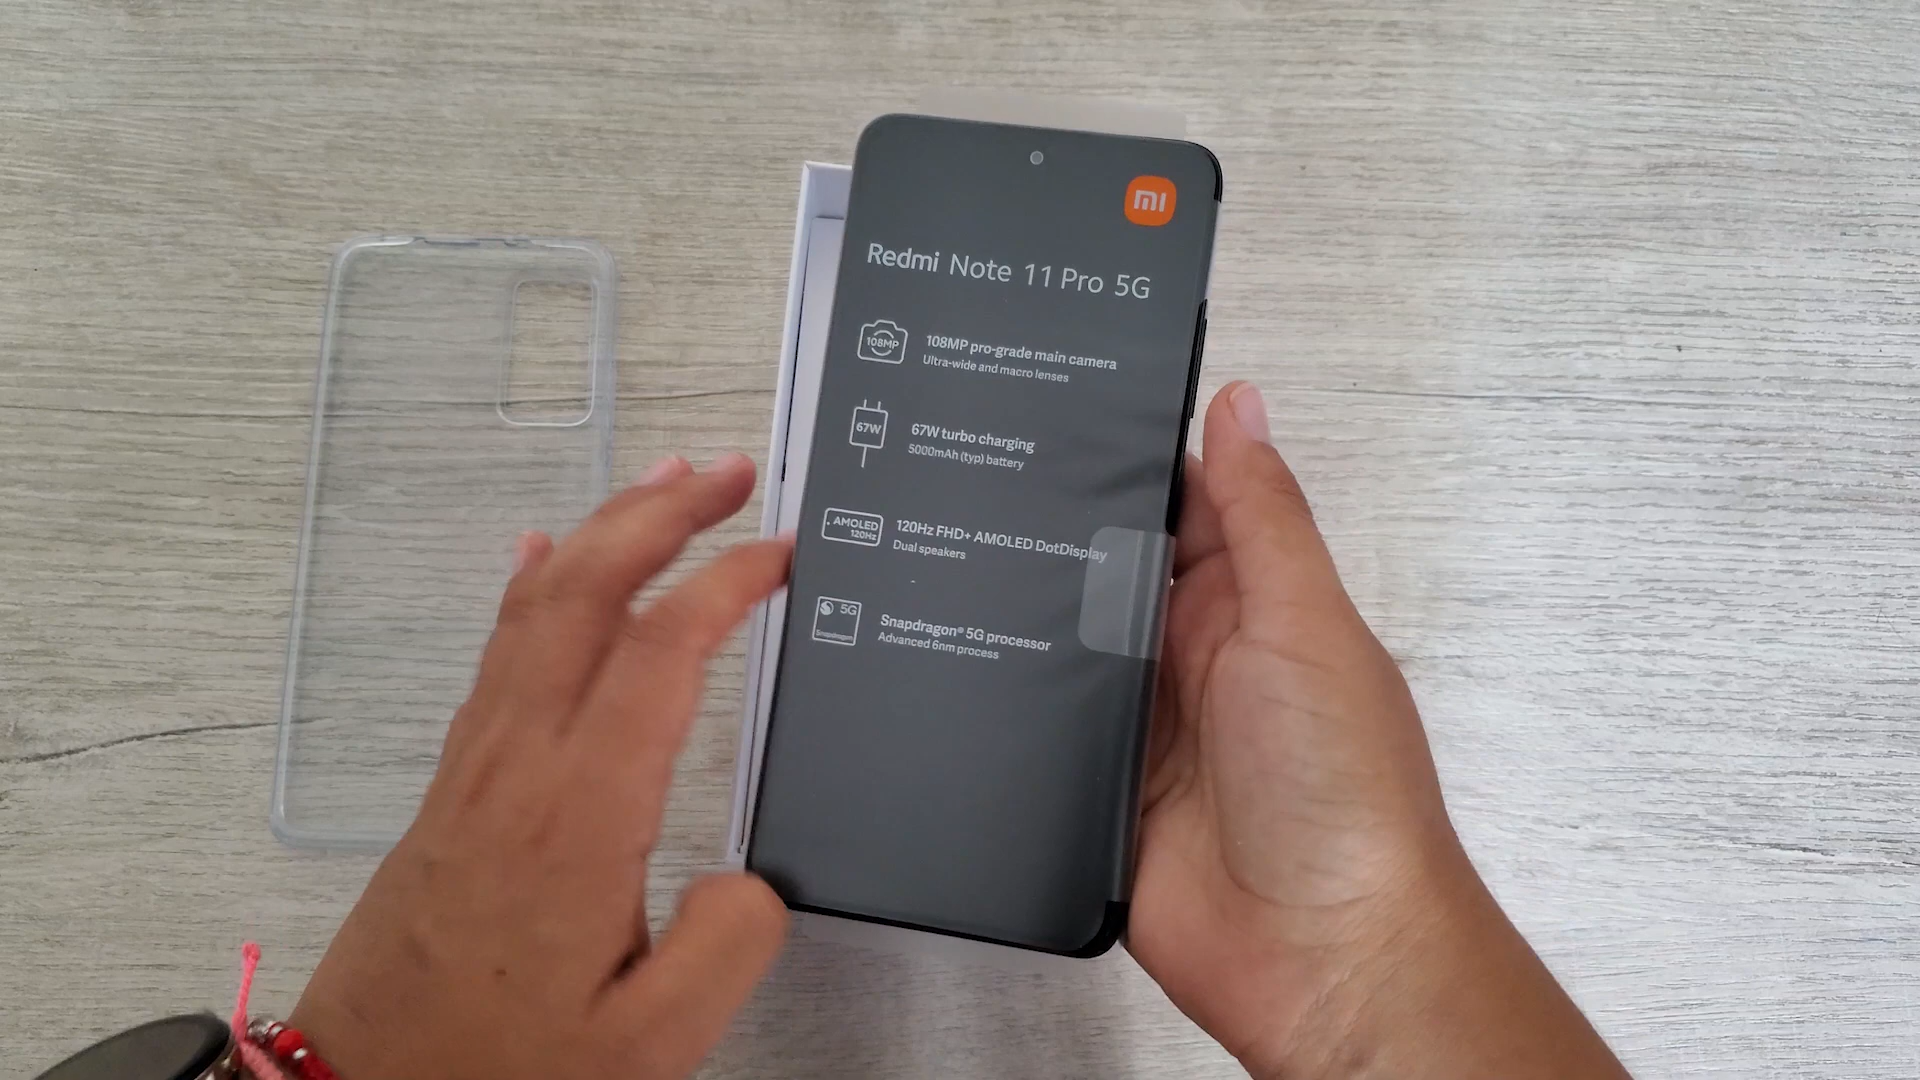 mi
Redmi Note 11 Pro 5G
108MP
108MP pro-grade main camera
Ultra-wide and macro lenses
67W
67W turbo charging
5000mAh (typ) battery
AMOLED
120Hz
120Hz FHD+ AMOLED DotDisplay
Dual speakers
5G
Snapdragon
Snapdragon® 5G processor
Advanced 6nm process